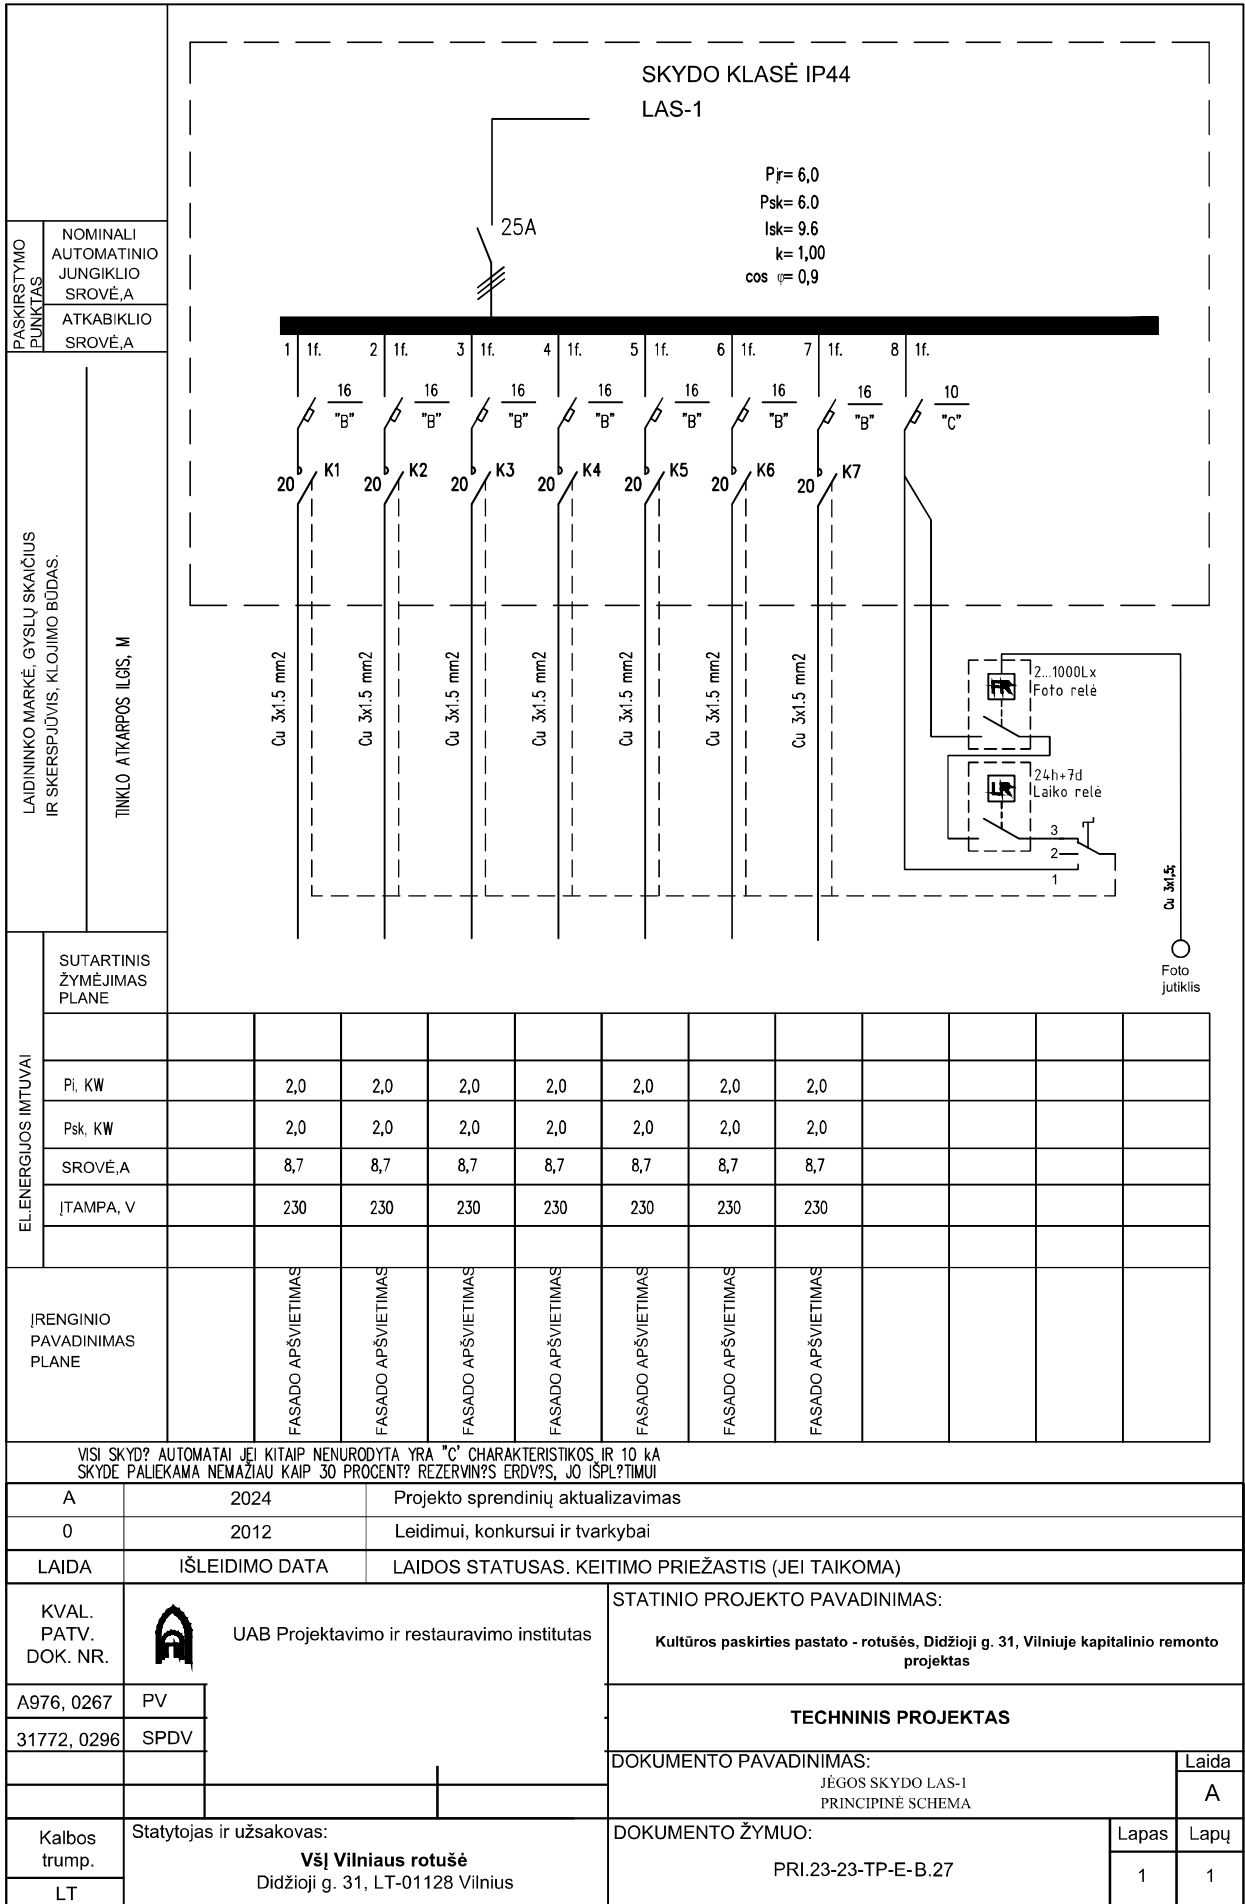 SKYDO KLASĖ IP44
LAS-1
Pįr= 6,0
Psk= 6.0
Isk= 9.6
k= 1,00
cos φ= 0,9
25A
PASKIRSTYMO
PUNKTAS
NOMINALI
AUTOMATINIO
JUNGIKLIO
SROVĖ,A
ATKABIKLIO
SROVĖ,A
1 1f. 2 1f. 3 1f. 4 1f. 5 1f. 6 1f. 7 1f. 8 1f.
16 16 16 16 16 16 16 10
"B" "B" "B" "B" "B" "B" "B" "C"
20 K1 20 K2 20 K3 20 K4 20 K5 20 K6 20 K7
LAIDININKO MARKĖ, GYSLŲ SKAIČIUS
IR SKERSPJŪVIS, KLOJIMO BŪDAS.
TINKLO ATKARPOS ILGIS, M
Cu 3x1.5 mm2
Cu 3x1.5 mm2
Cu 3x1.5 mm2
Cu 3x1.5 mm2
Cu 3x1.5 mm2
Cu 3x1.5 mm2
Cu 3x1.5 mm2
FR
2...1000Lx
Foto relė
LR
24h+7d
Laiko relė
3
2
1
Cu 3x1,5;
Foto
jutiklis
SUTARTINIS
ŽYMĖJIMAS
PLANE
EL.ENERGIJOS IMTUVAI
Pi, KW 2,0 2,0 2,0 2,0 2,0 2,0 2,0
Psk, KW 2,0 2,0 2,0 2,0 2,0 2,0 2,0
SROVĖ,A 8,7 8,7 8,7 8,7 8,7 8,7 8,7
ĮTAMPA, V 230 230 230 230 230 230 230
ĮRENGINIO
PAVADINIMAS
PLANE
FASADO APŠVIETIMAS
FASADO APŠVIETIMAS
FASADO APŠVIETIMAS
FASADO APŠVIETIMAS
FASADO APŠVIETIMAS
FASADO APŠVIETIMAS
FASADO APŠVIETIMAS
VISI SKYD? AUTOMATAI JEI KITAIP NENURODYTA YRA "C' CHARAKTERISTIKOS IR 10 kA
SKYDE PALIEKAMA NEMAŽIAU KAIP 30 PROCENT? REZERVIN?S ERDV?S, JO IŠPL?TIMUI
A 2024 Projekto sprendinių aktualizavimas
0 2012 Leidimui, konkursui ir tvarkybai
LAIDA IŠLEIDIMO DATA LAIDOS STATUSAS. KEITIMO PRIEŽASTIS (JEI TAIKOMA)
KVAL.
PATV.
DOK. NR.
UAB Projektavimo ir restauravimo institutas
STATINIO PROJEKTO PAVADINIMAS:
Kultūros paskirties pastato - rotušės, Didžioji g. 31, Vilniuje kapitalinio remonto
projektas
A976, 0267 PV
31772, 0296 SPDV
TECHNINIS PROJEKTAS
DOKUMENTO PAVADINIMAS:
JĖGOS SKYDO LAS-1
PRINCIPINĖ SCHEMA
Laida
A
Kalbos
trump.
LT
Statytojas ir užsakovas:
VšĮ Vilniaus rotušė
Didžioji g. 31, LT-01128 Vilnius
DOKUMENTO ŽYMUO:
PRI.23-23-TP-E-B.27
Lapas Lapų
1 1